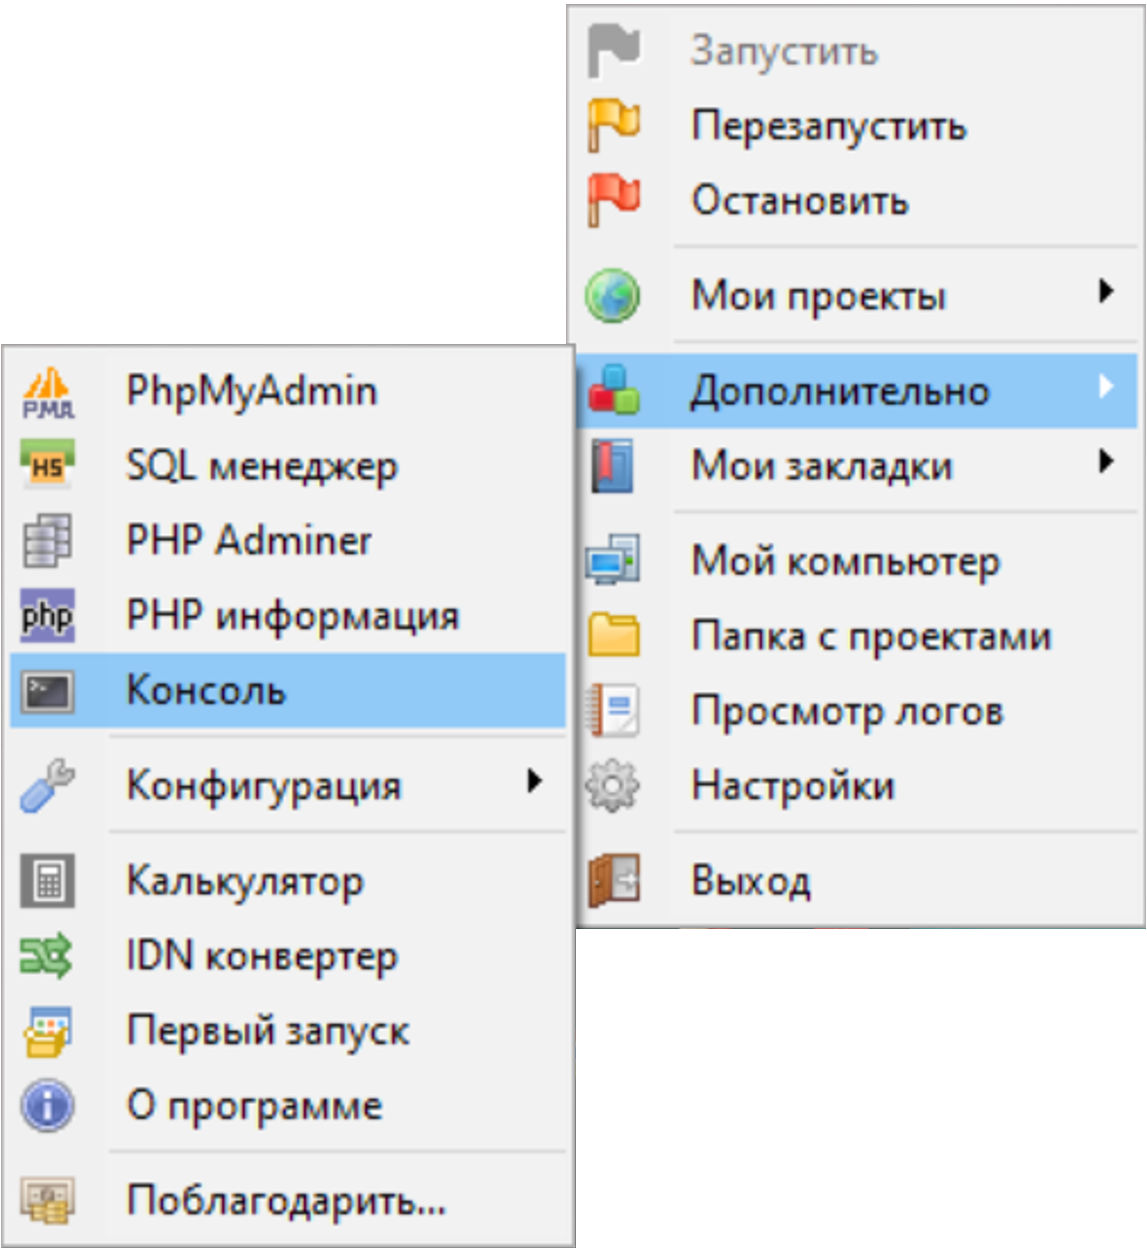 Запустить
Перезапустить
Остановить
Мои проекты
Дополнительно
Мои закладки
Мой компьютер
Папка с проектами
Просмотр логов
Настройки
Выход
PMA PhpMyAdmin
HS SQL менеджер
PHP Adminer
php PHP информация
Консоль
Конфигурация
Калькулятор
IDN конвертер
Первый запуск
О программе
Поблагодарить...